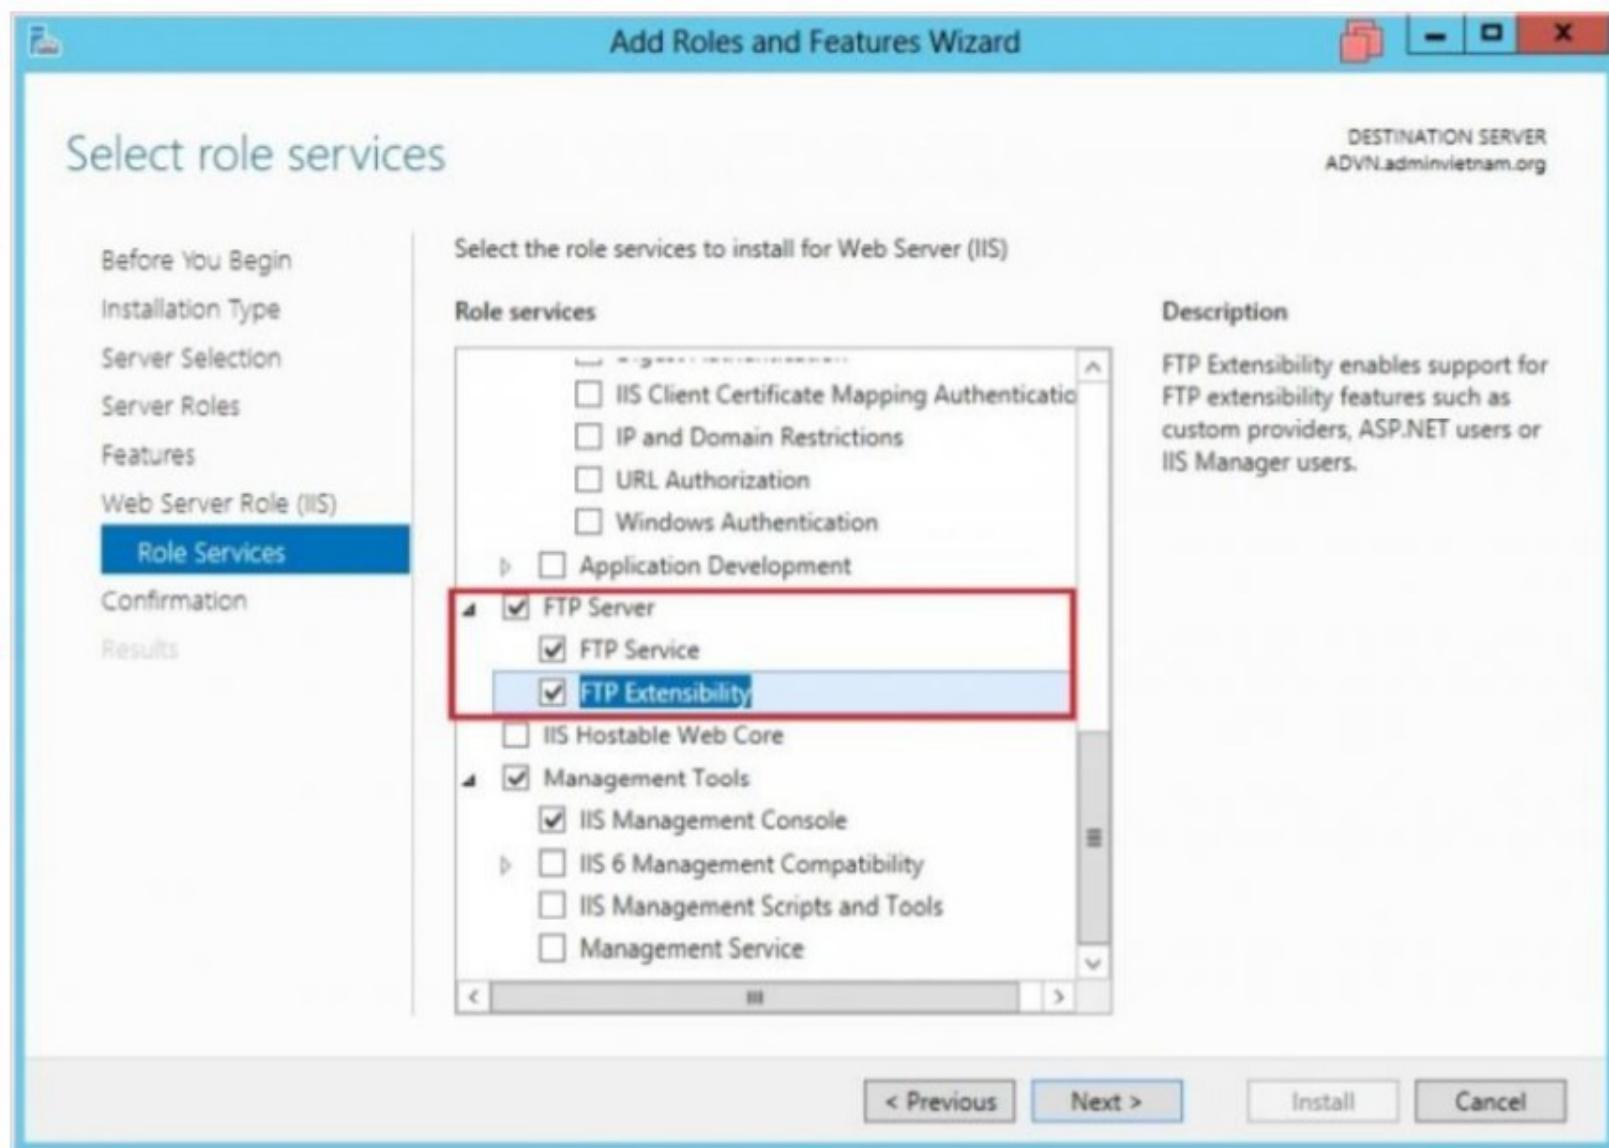 Add Roles and Features Wizard
Select role services
DESTINATION SERVER
ADVN.adminvietnam.org
Before You Begin
Installation Type
Server Selection
Server Roles
Features
Web Server Role (IIS)
Role Services
Confirmation
Results
Select the role services to install for Web Server (IIS)
Role services
IIS Client Certificate Mapping Authenticatio
IP and Domain Restrictions
URL Authorization
Windows Authentication
Application Development
FTP Server
FTP Service
FTP Extensibility
IIS Hostable Web Core
Management Tools
IIS Management Console
IIS 6 Management Compatibility
IIS Management Scripts and Tools
Management Service
Description
FTP Extensibility enables support for
FTP extensibility features such as
custom providers, ASP.NET users or
IIS Manager users.
< Previous
Next >
Install
Cancel